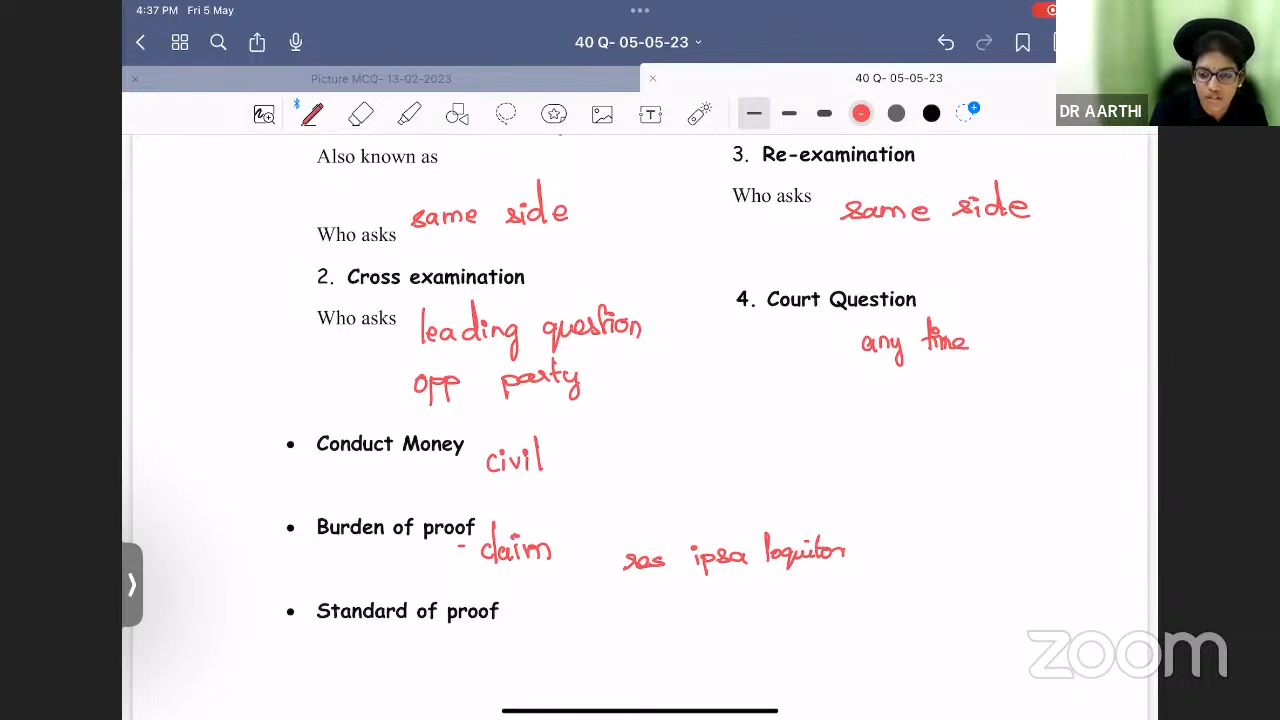 4:37 PM Fri 5 May
40 Q- 05-05-23
Picture MCQ- 13-02-2023
40 Q- 05-05-23
DR AARTHI
Also known as
same side
Who asks
2. Cross examination
Who asks
leading question
opp party
3. Re-examination
Who asks
same side
4. Court Question
any time
• Conduct Money
civil
• Burden of proof
- claim res ipsa loquitor
• Standard of proof
zoom